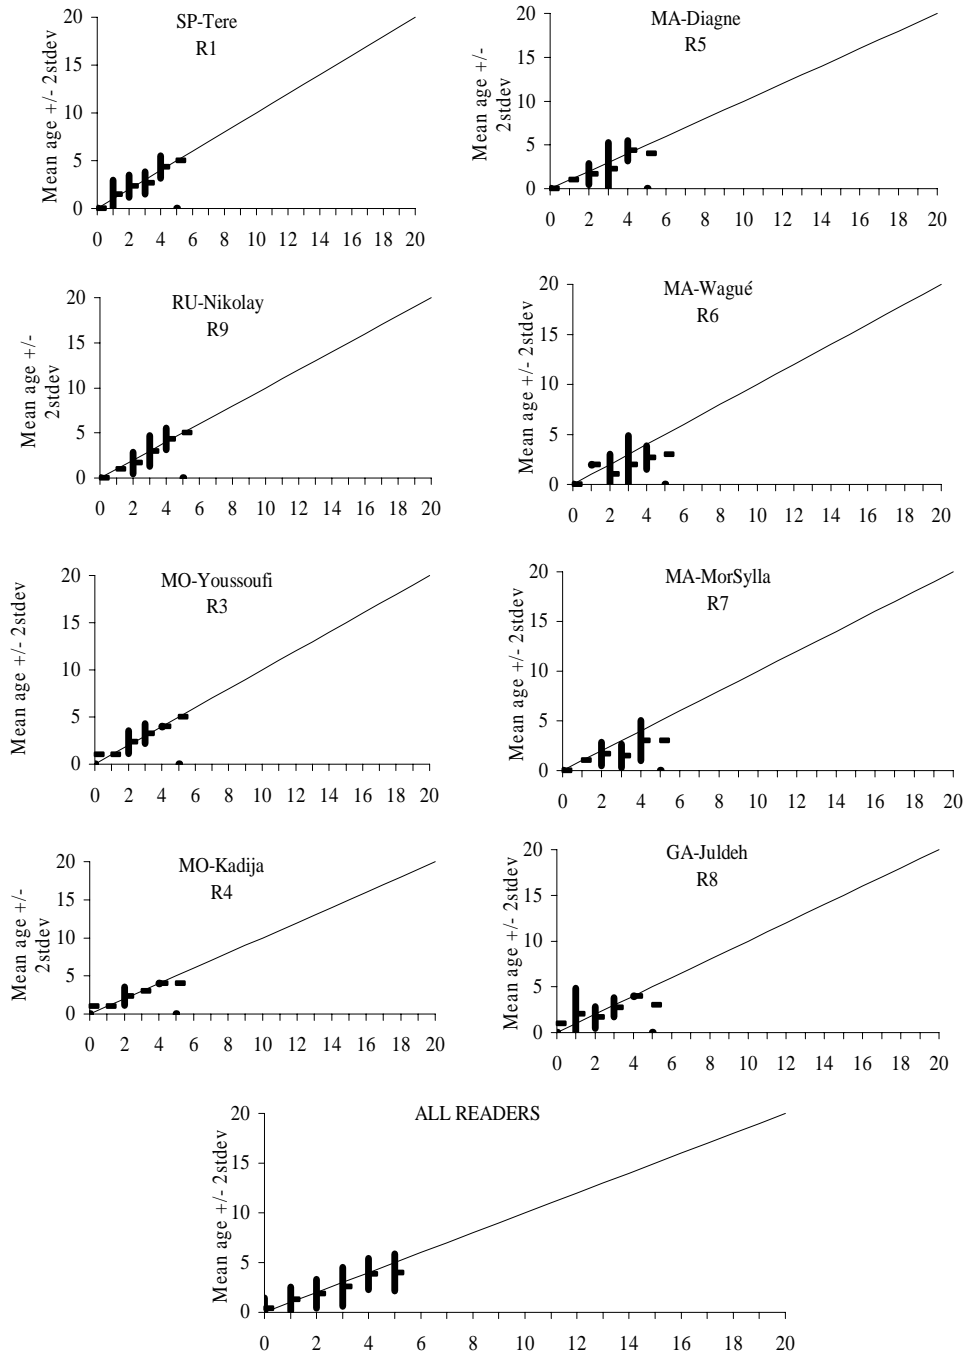 SP-Tere
R1
Mean age +/- 2stdev
20
15
10
5
0
0 2 4 6 8 10 12 14 16 18 20
MA-Diagne
R5
Mean age +/-
2stdev
20
15
10
5
0
0 2 4 6 8 10 12 14 16 18 20
RU-Nikolay
R9
Mean age +/-
2stdev
20
15
10
5
0
0 2 4 6 8 10 12 14 16 18 20
MA-Wagué
R6
Mean age +/- 2stdev
20
15
10
5
0
0 2 4 6 8 10 12 14 16 18 20
MO-Youssoufi
R3
Mean age +/- 2stdev
20
15
10
5
0
0 2 4 6 8 10 12 14 16 18 20
MA-MorSylla
R7
Mean age +/- 2stdev
20
15
10
5
0
0 2 4 6 8 10 12 14 16 18 20
MO-Kadija
R4
Mean age +/-
2stdev
20
15
10
5
0
0 2 4 6 8 10 12 14 16 18 20
GA-Juldeh
R8
Mean age +/- 2stdev
20
15
10
5
0
0 2 4 6 8 10 12 14 16 18 20
ALL READERS
Mean age +/- 2stdev
20
15
10
5
0
0 2 4 6 8 10 12 14 16 18 20